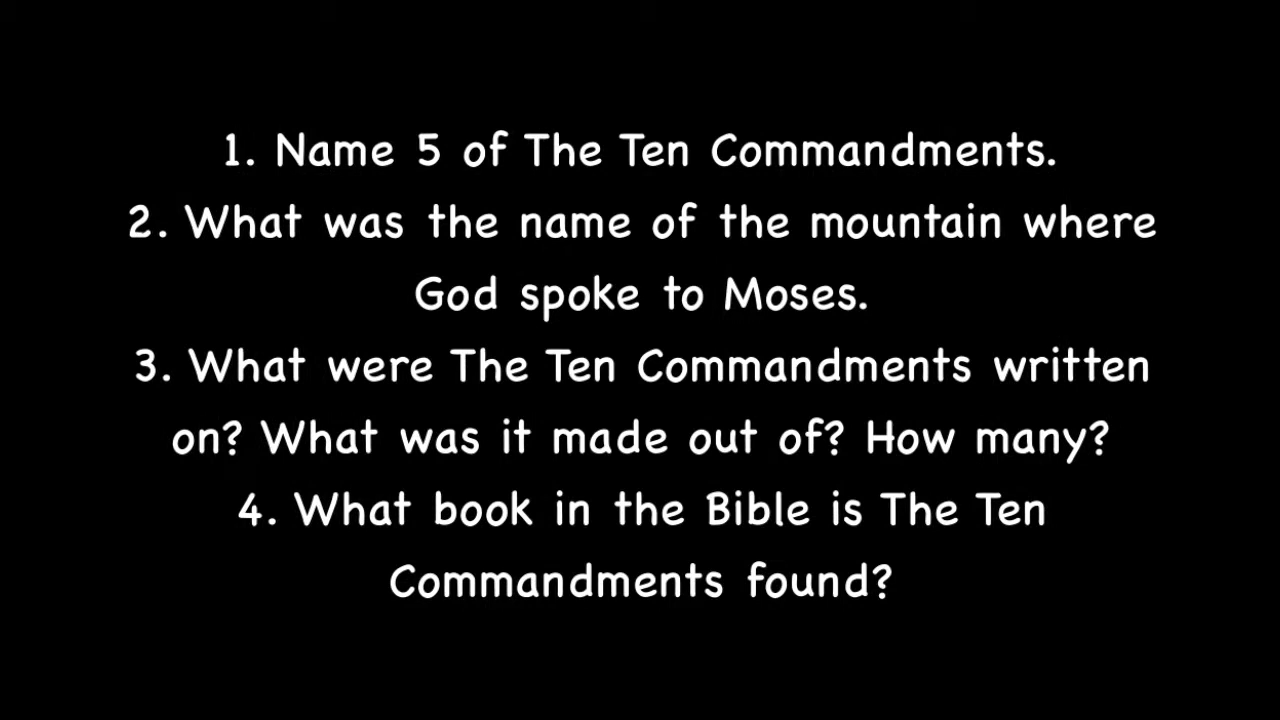 1. Name 5 of The Ten Commandments.
2. What was the name of the mountain where
God spoke to Moses.
3. What were The Ten Commandments written
on? What was it made out of? How many?
4. What book in the Bible is The Ten
Commandments found?